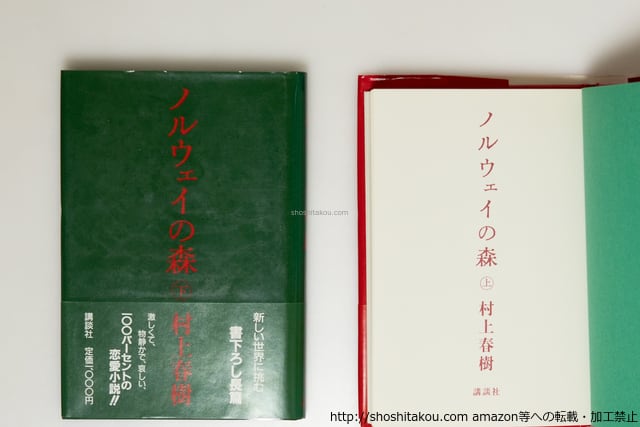 ノルウェイの森 下 村上春樹
新しい世界に挑む
書下ろし長篇
激しくて、
物静かで、哀しい、
100パーセントの
恋愛小説!!
講談社 定価1,000円
shoshitakou.com
ノルウェイの森 上 村上春樹
講談社
http://shoshitakou.com amazon等への転載・加工禁止